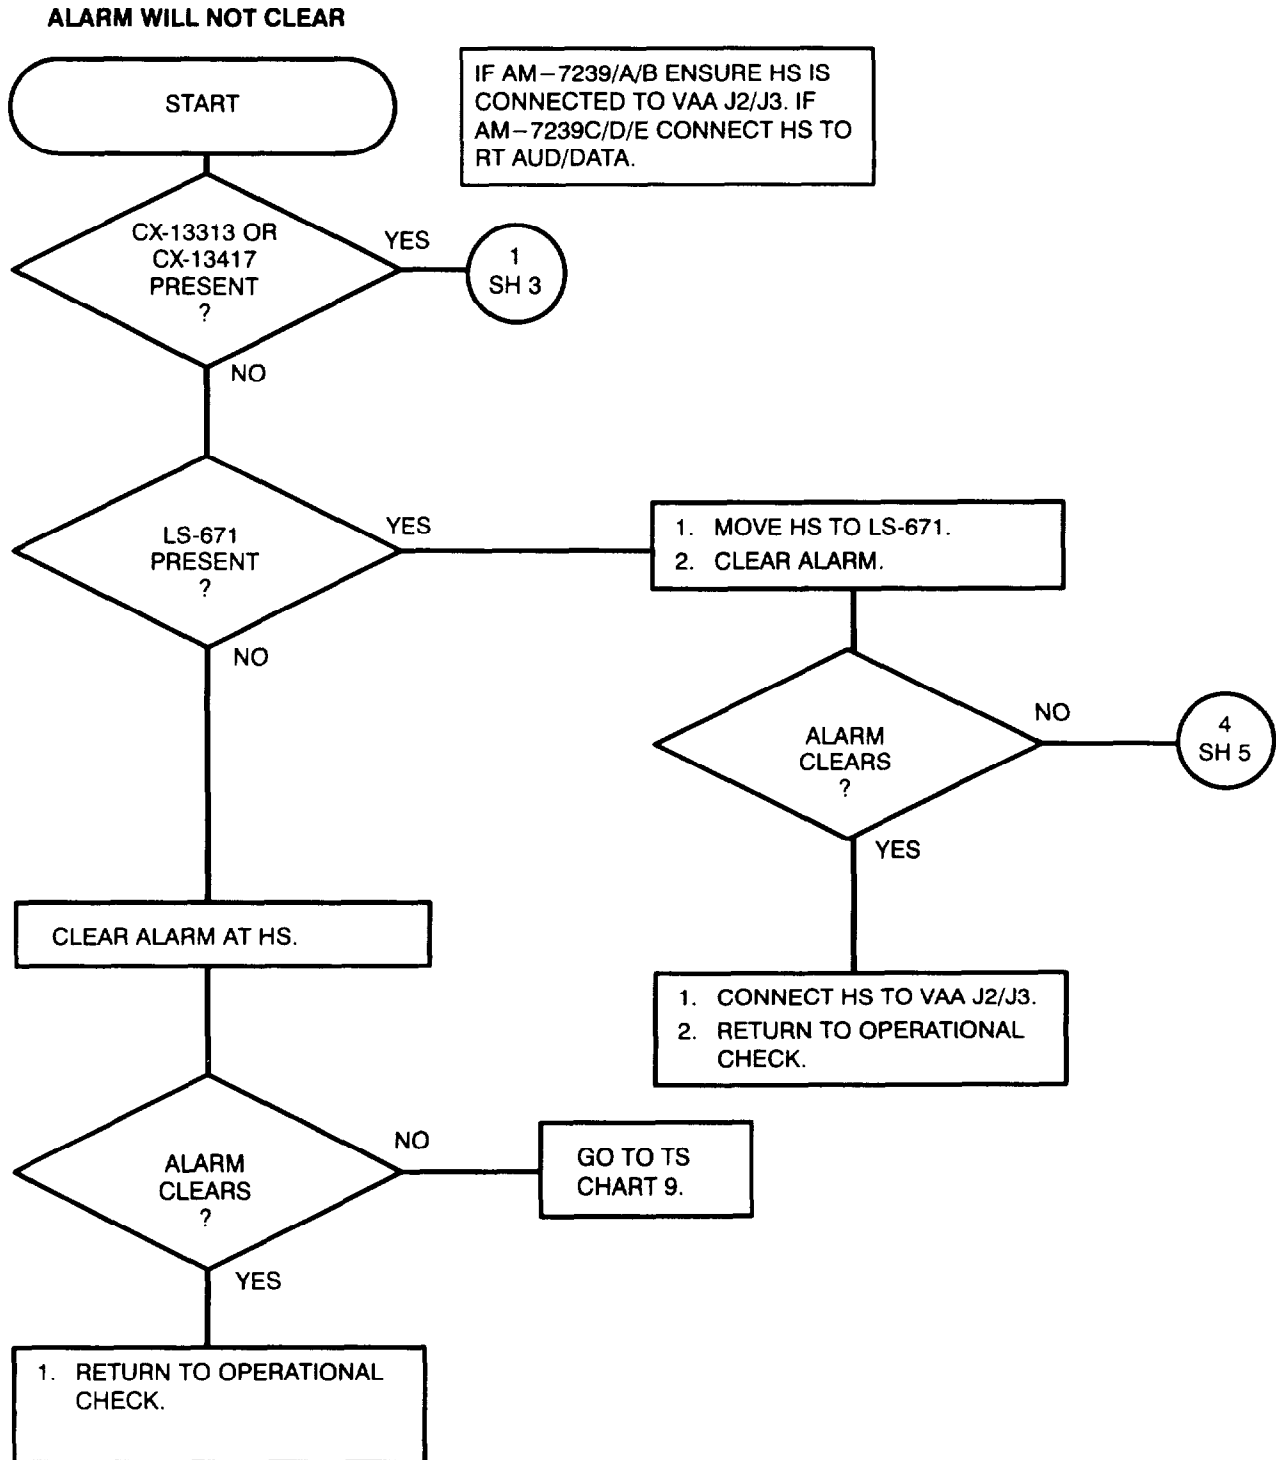 ALARM WILL NOT CLEAR
START
IF AM-7239/A/B ENSURE HS IS
CONNECTED TO VAA J2/J3. IF
AM-7239C/D/E CONNECT HS TO
RT AUD/DATA.
CX-13313 OR
CX-13417
PRESENT
?
YES
1
SH 3
NO
LS-671
PRESENT
?
YES
1. MOVE HS TO LS-671.
2. CLEAR ALARM.
NO
ALARM
CLEARS
?
NO
4
SH 5
YES
CLEAR ALARM AT HS.
1. CONNECT HS TO VAA J2/J3.
2. RETURN TO OPERATIONAL
CHECK.
ALARM
CLEARS
?
NO
GO TO TS
CHART 9.
YES
1. RETURN TO OPERATIONAL
CHECK.